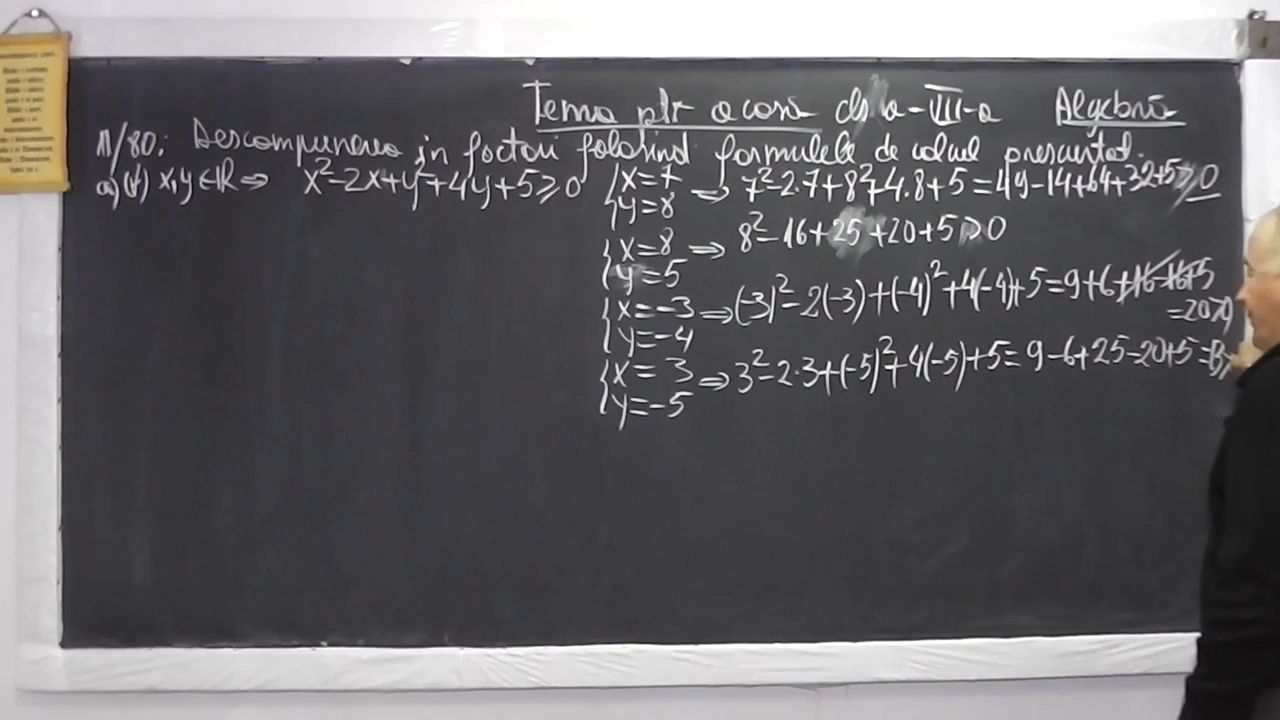 Tema ptr acasă cls a-VIII-a Algebră
11/80: Descompunerea în factori folosind formulele de calcul prescurtat.
a) (∀) x,y∈R ⇒ x²-2x+y²+4y+5⩾0 {x=7 y=8 ⇒ 7²-2·7+8²+4·8+5=49-14+64+32+5⩾0
{x=8 y=5 ⇒ 8²-16+25+20+5⩾0
{x=-3 y=-4 ⇒ (-3)²-2(-3)+(-4)²+4(-4)+5=9+6+16-16+5
=20⩾0
{x=3 y=-5 ⇒ 3²-2·3+(-5)²+4(-5)+5=9-6+25-20+5=13⩾